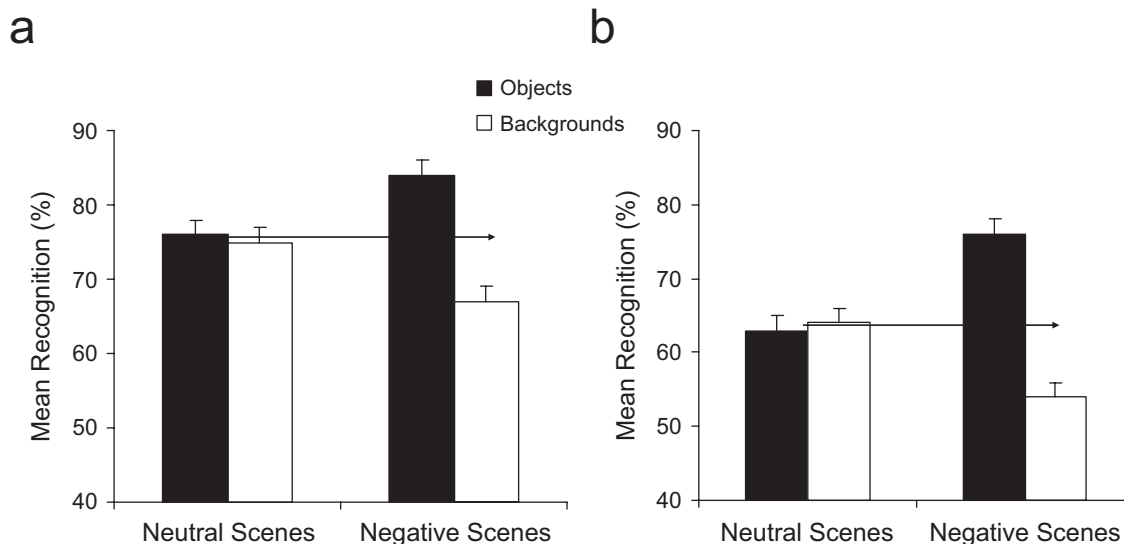 a
b
Objects
Backgrounds
Mean Recognition (%)
90
80
70
60
50
40
Neutral Scenes
Negative Scenes
Mean Recognition (%)
90
80
70
60
50
40
Neutral Scenes
Negative Scenes